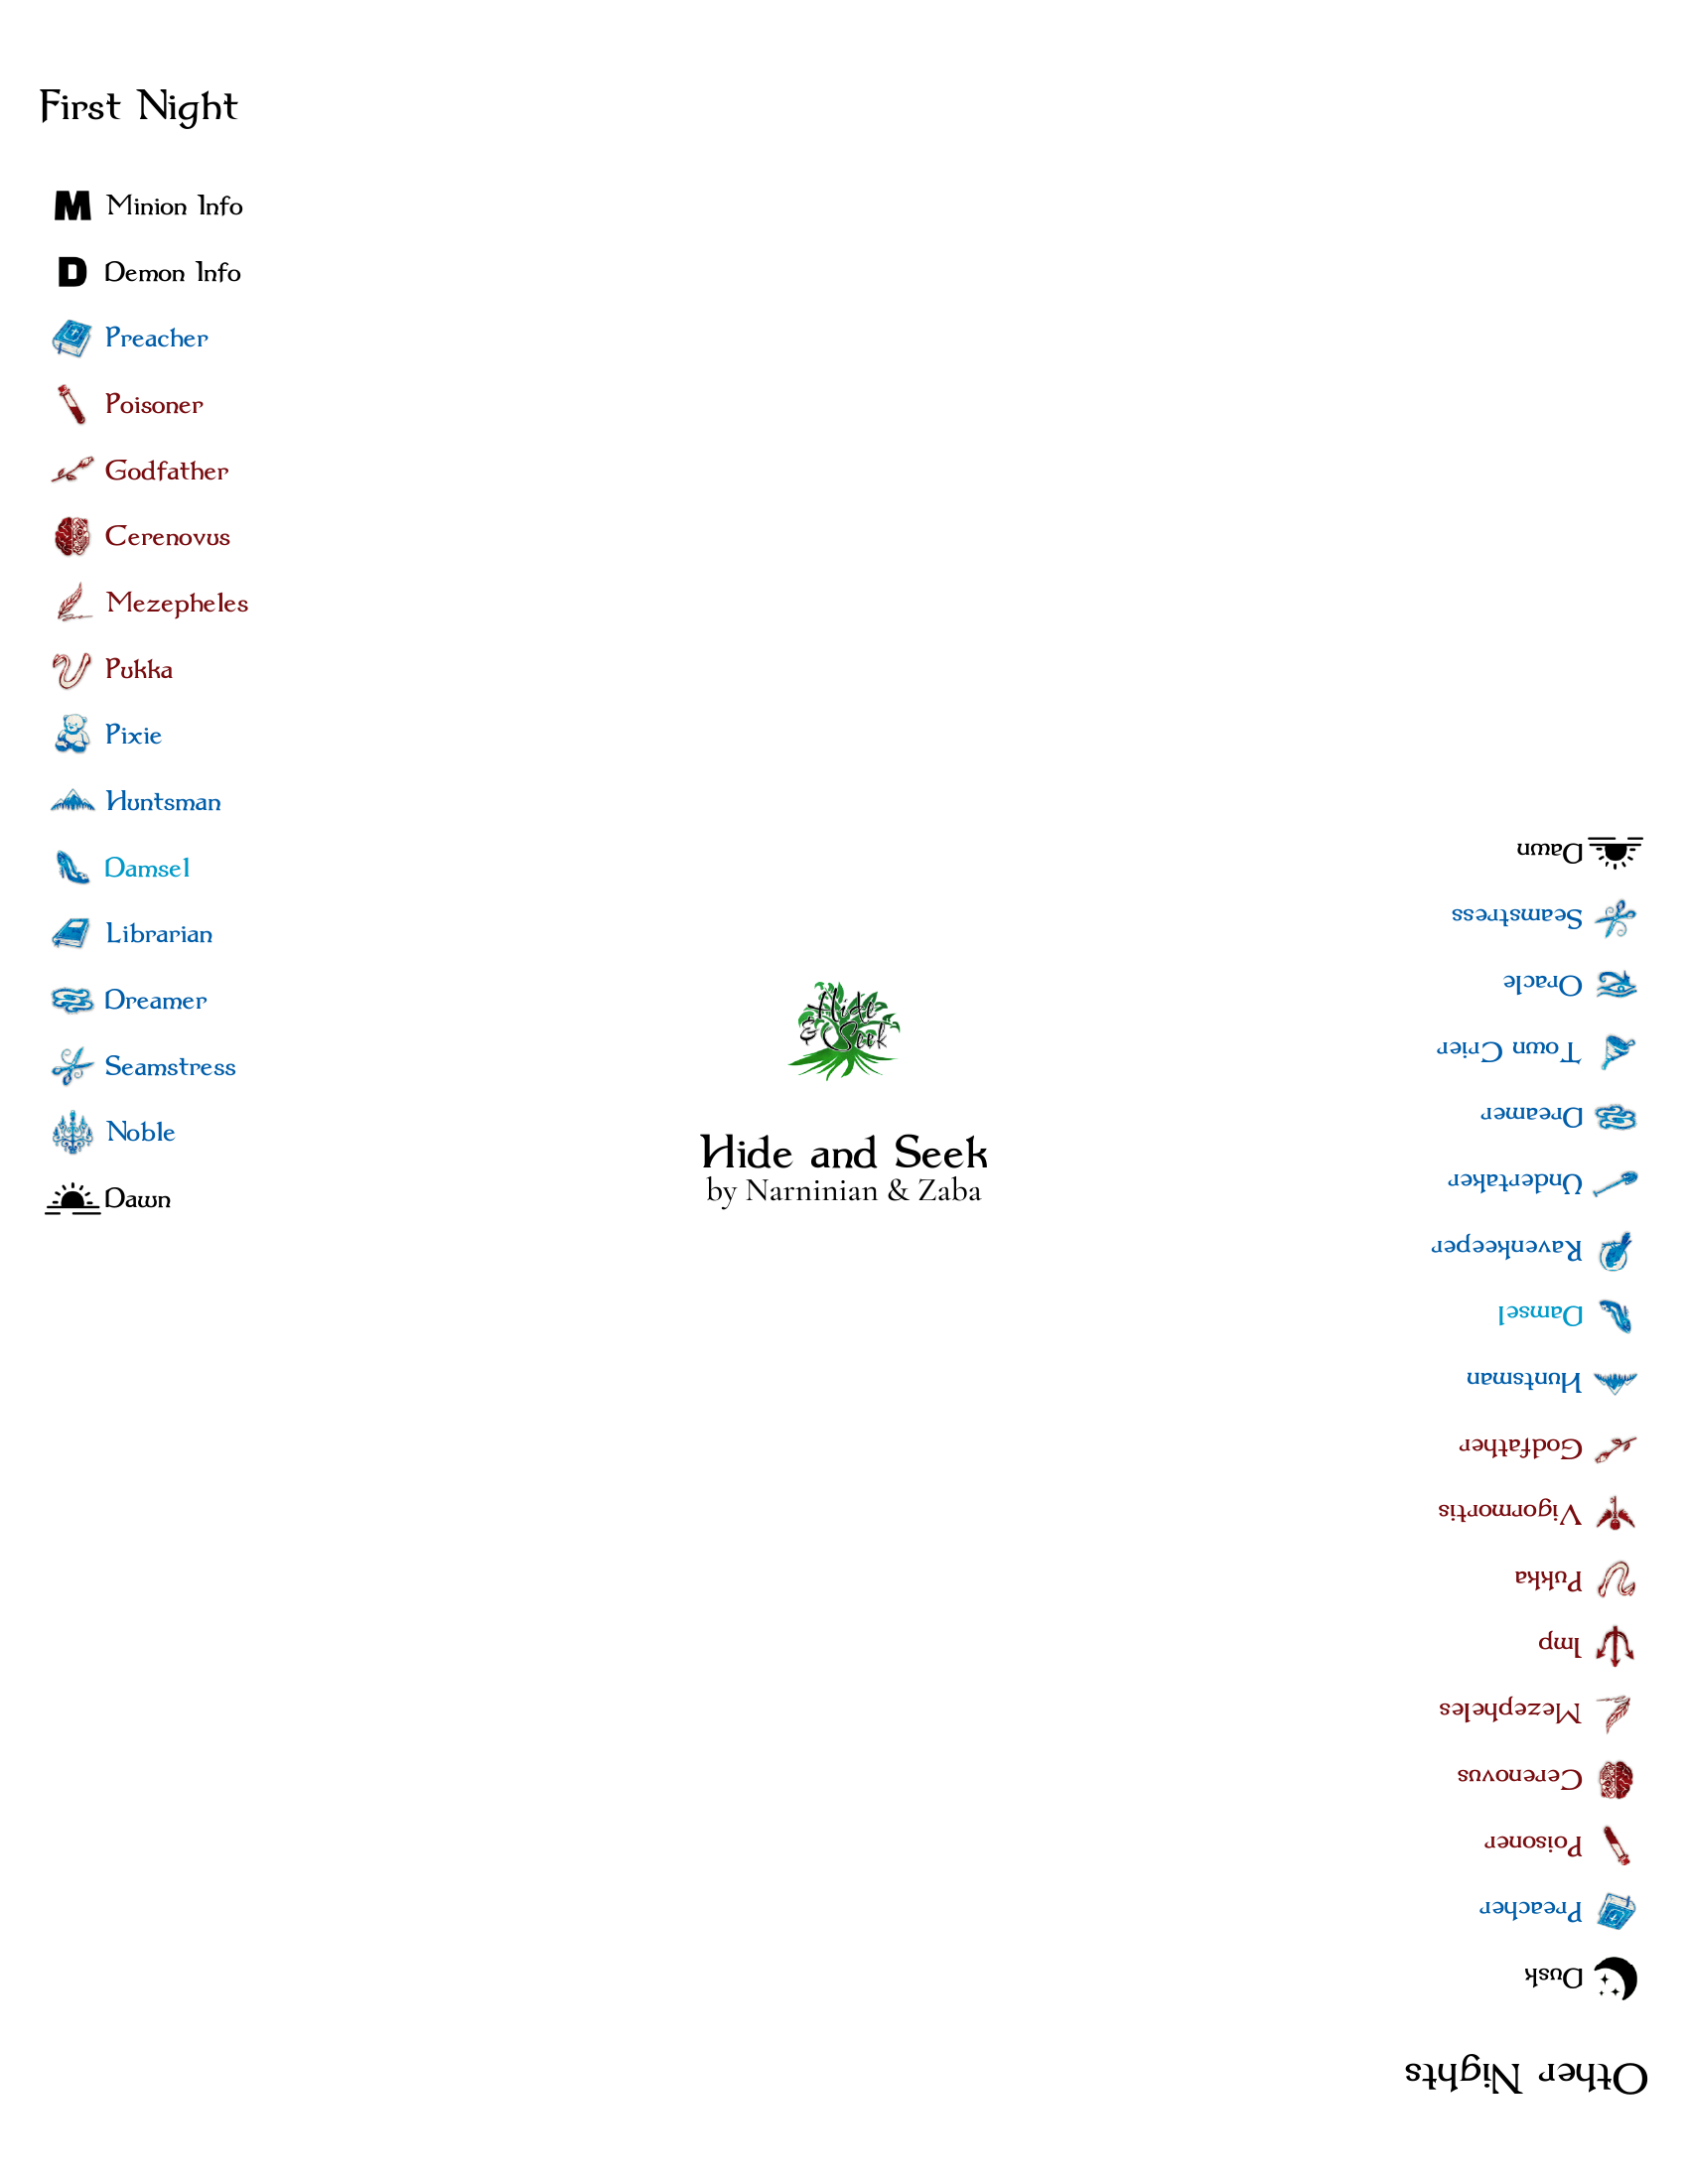 First Night
M Minion Info
D Demon Info
Preacher
Poisoner
Godfather
Cerenovus
Mezepheles
Pukka
Pixie
Huntsman
Damsel
Librarian
Dreamer
Seamstress
Noble
Dawn
Hide
& Seek
Hide and Seek
by Narninian & Zaba
Other Nights
Dusk
Preacher
Poisoner
Cerenovus
Mezepheles
Imp
Pukka
Vigormortis
Godfather
Huntsman
Damsel
Ravenkeeper
Undertaker
Dreamer
Town Crier
Oracle
Seamstress
Dawn